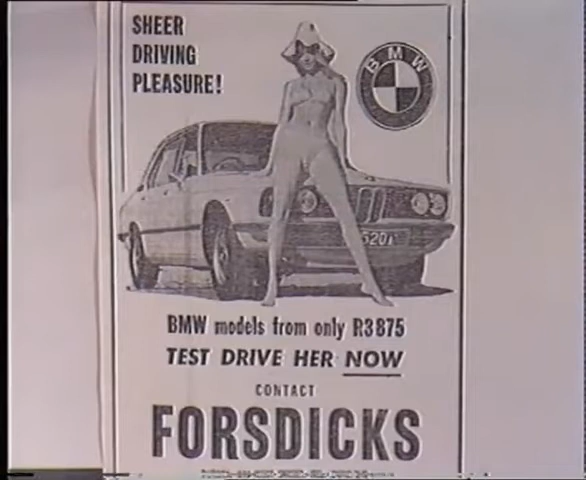 SHEER
DRIVING
PLEASURE!
BMW
520i
BMW models from only R3875
TEST DRIVE HER NOW
CONTACT
FORSDICKS